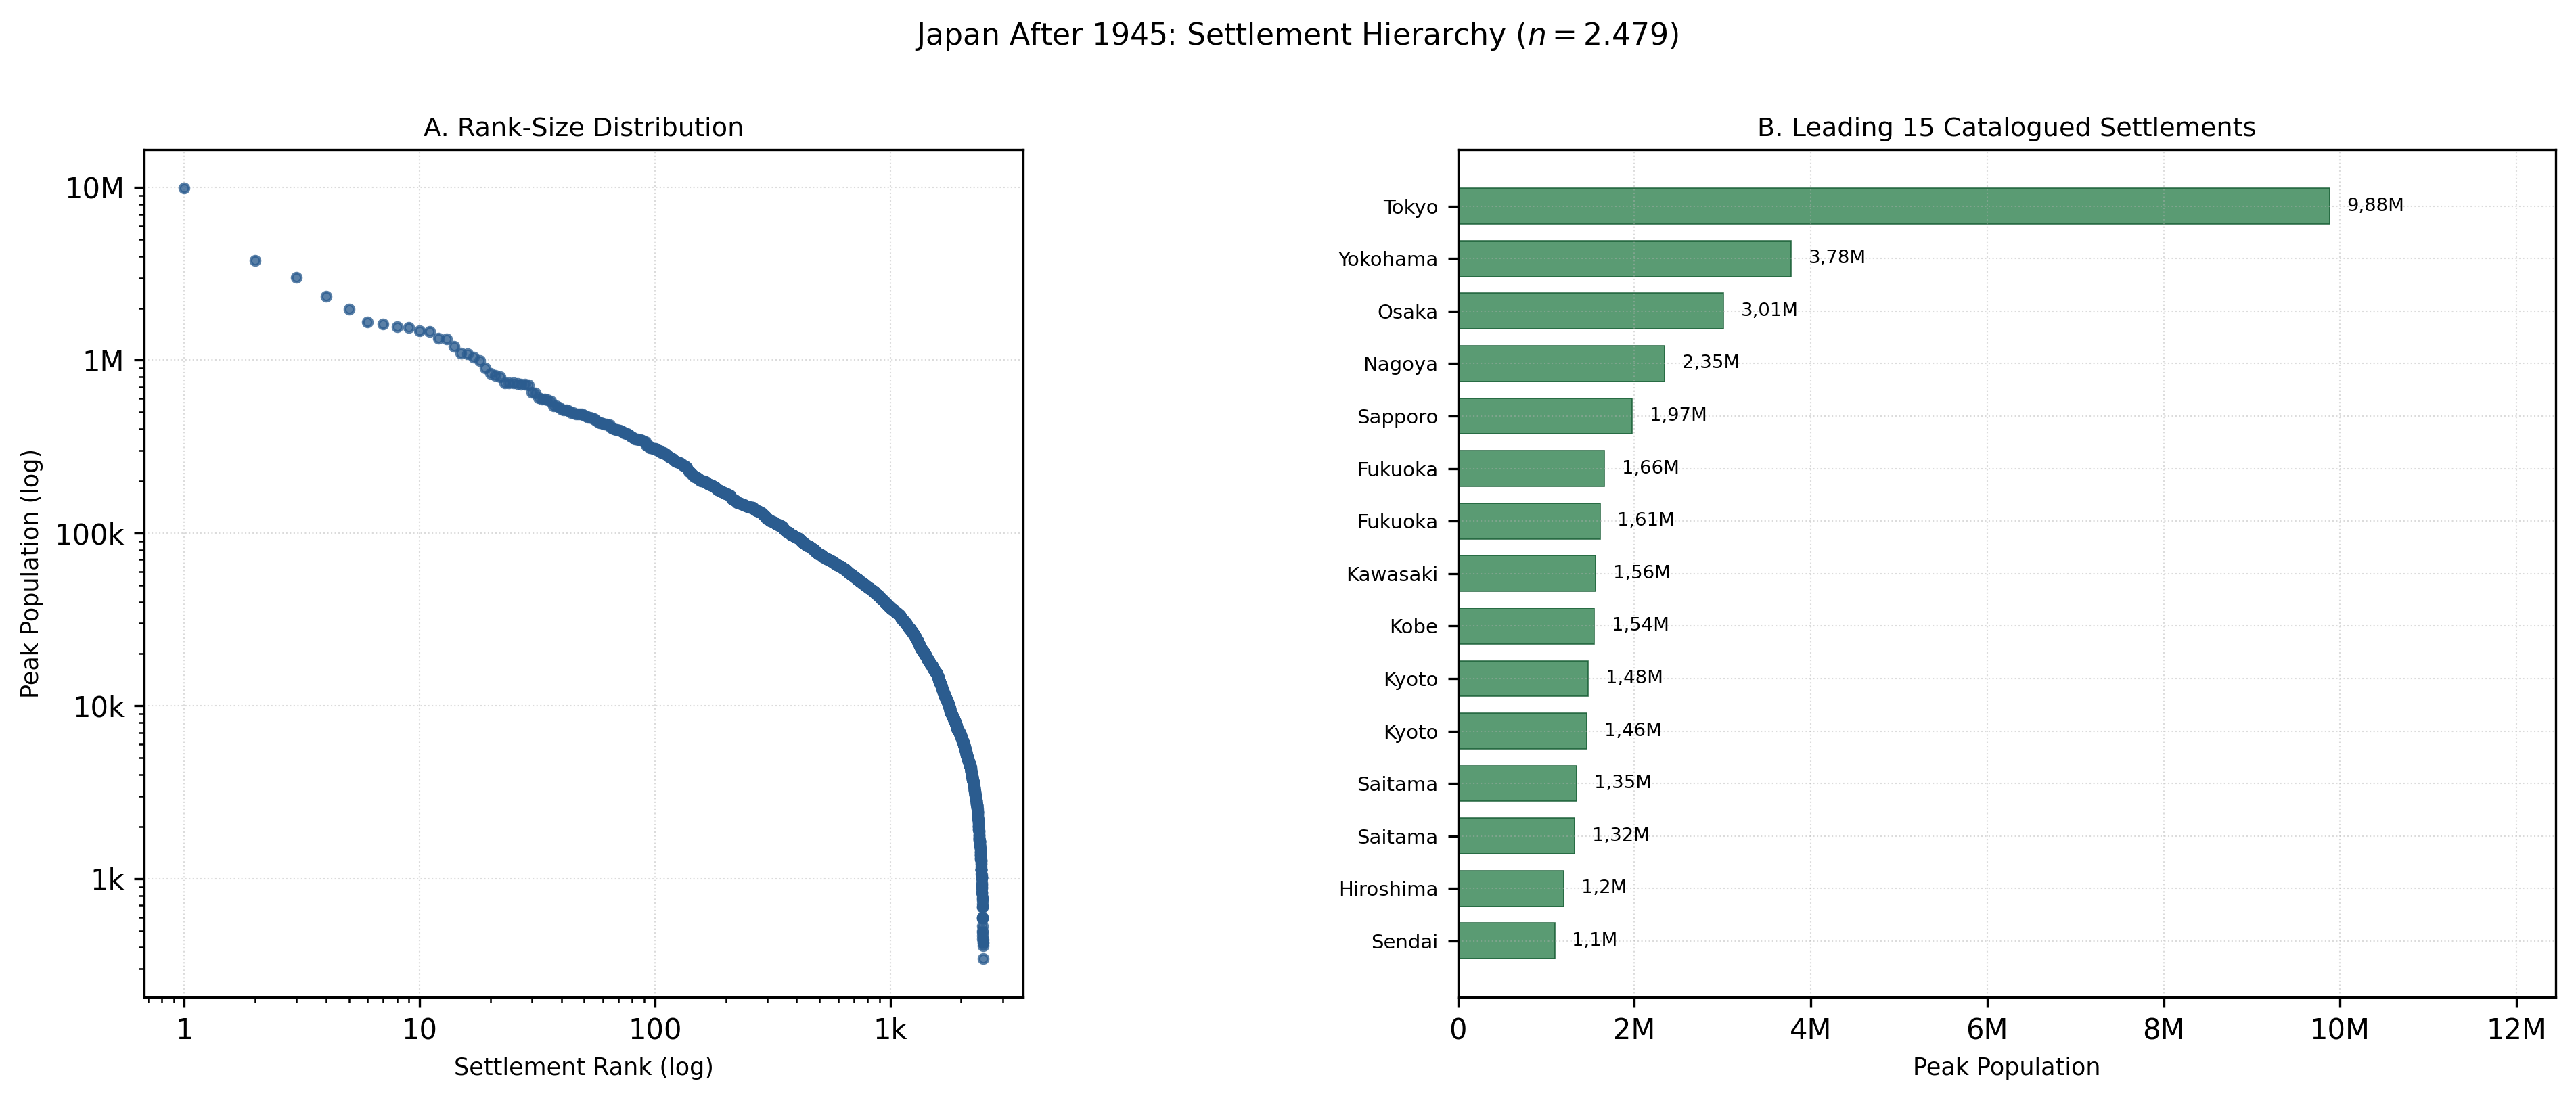 Japan After 1945: Settlement Hierarchy (n = 2.479)
A. Rank-Size Distribution
Peak Population (log)
10M
1M
100k
10k
1k
1
10
100
1k
Settlement Rank (log)
B. Leading 15 Catalogued Settlements
Tokyo 9,88M
Yokohama 3,78M
Osaka 3,01M
Nagoya 2,35M
Sapporo 1,97M
Fukuoka 1,66M
Fukuoka 1,61M
Kawasaki 1,56M
Kobe 1,54M
Kyoto 1,48M
Kyoto 1,46M
Saitama 1,35M
Saitama 1,32M
Hiroshima 1,2M
Sendai 1,1M
0
2M
4M
6M
8M
10M
12M
Peak Population